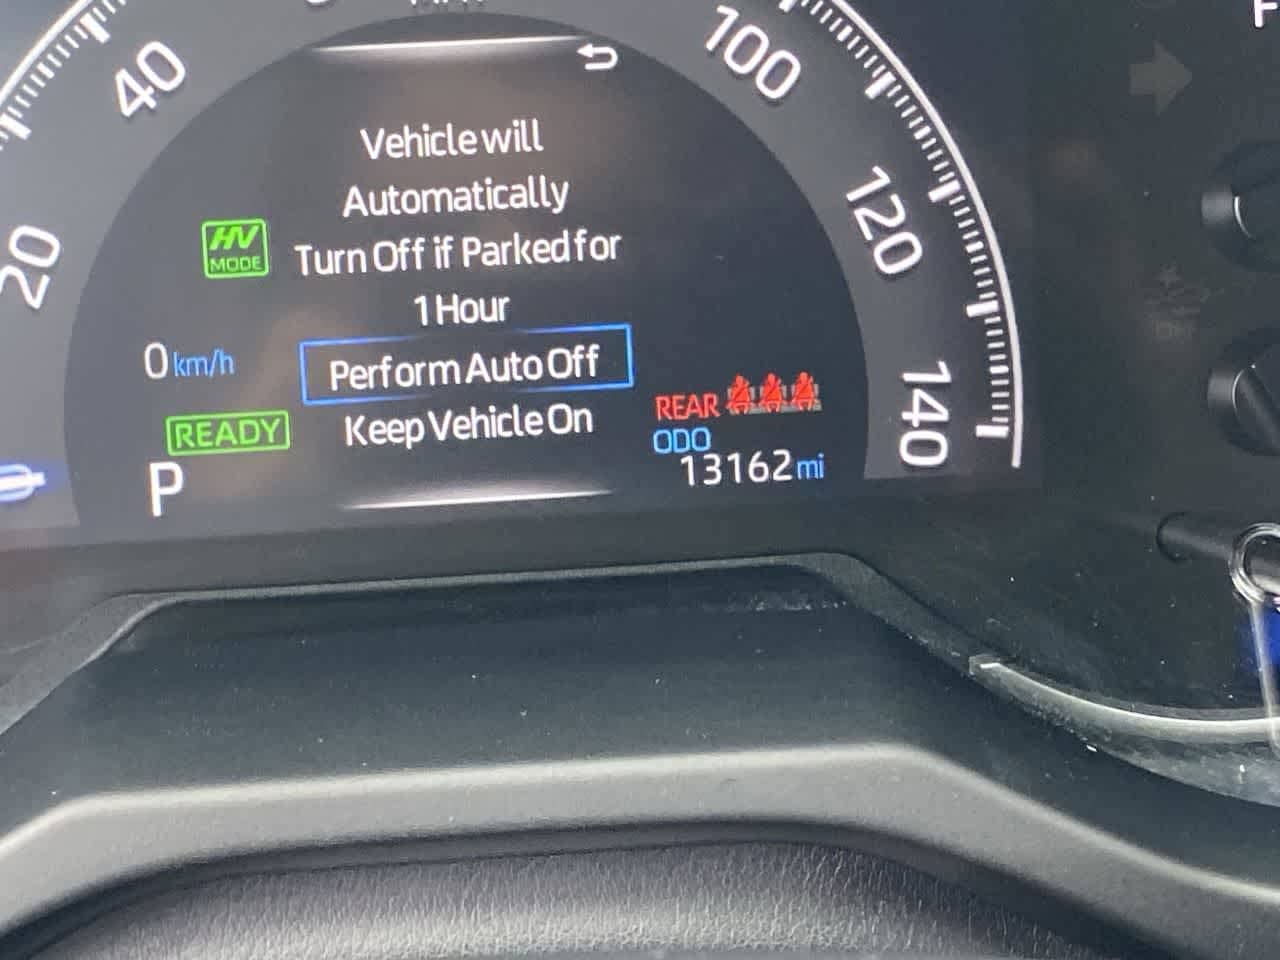 40
100
Vehicle will
Automatically
120
HV
MODE
Turn Off if Parked for
20
1 Hour
0 km/h
Perform Auto Off
140
REAR
READY
Keep Vehicle On
ODO
P
13162 mi